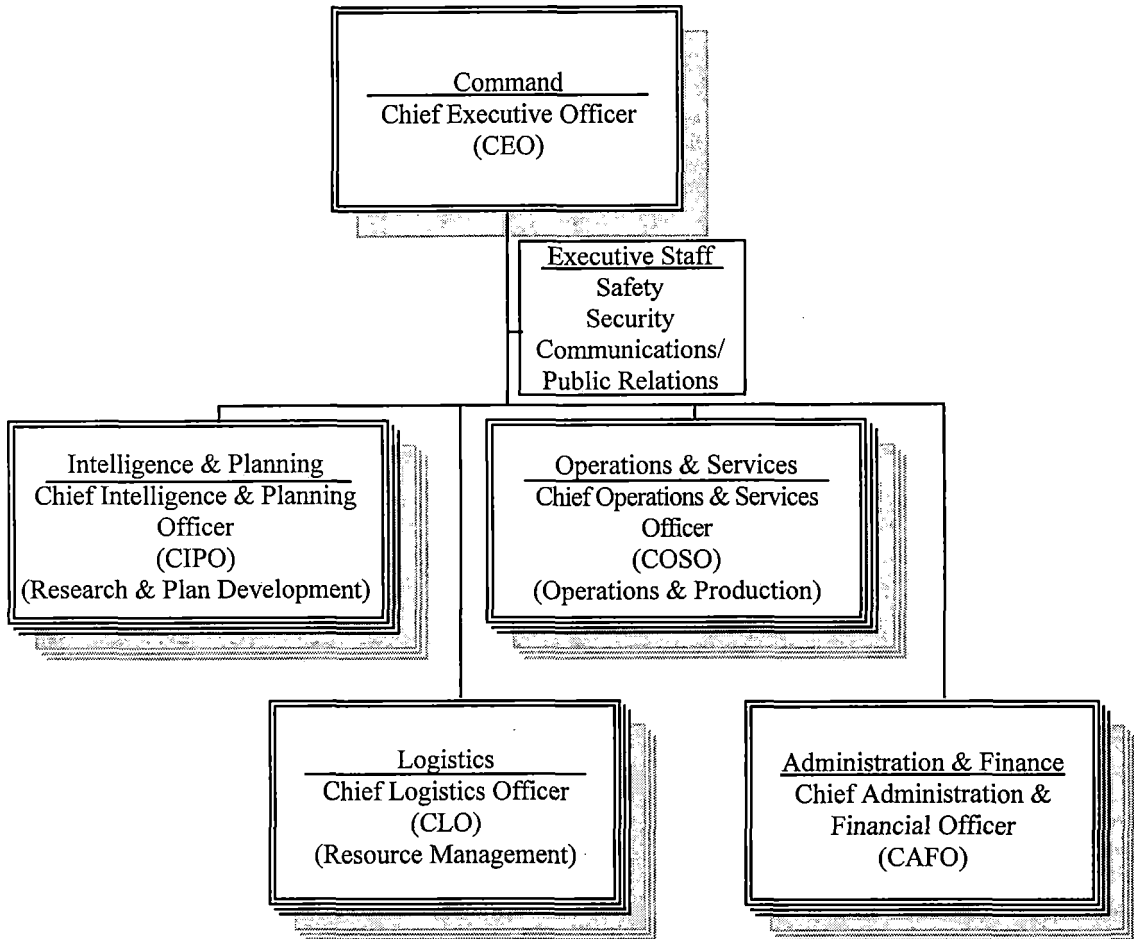 Command
Chief Executive Officer
(CEO)
Executive Staff
Safety
Security
Communications/
Public Relations
Intelligence & Planning
Chief Intelligence & Planning
Officer
(CIPO)
(Research & Plan Development)
Operations & Services
Chief Operations & Services
Officer
(COSO)
(Operations & Production)
Logistics
Chief Logistics Officer
(CLO)
(Resource Management)
Administration & Finance
Chief Administration &
Financial Officer
(CAFO)